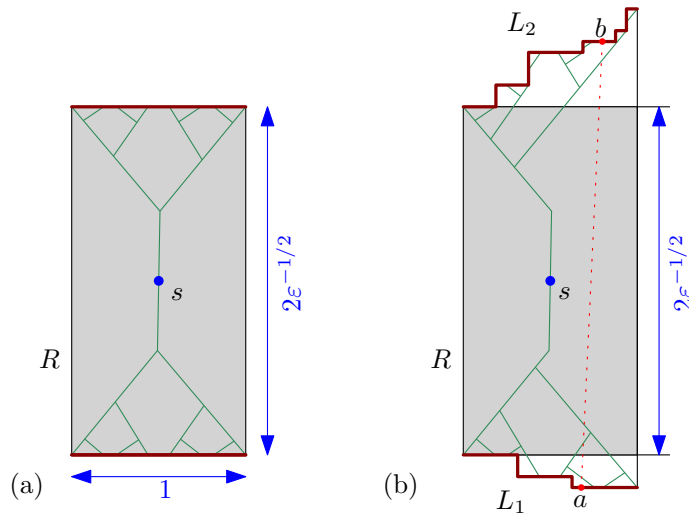 L₂
b
s
2ε^{-1/2}
R
(a)
1
s
2ε^{-1/2}
R
(b)
L₁
a